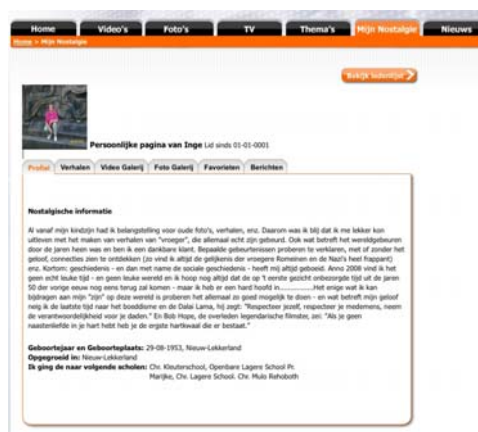 Home Video's Foto's TV Thema's Mijn Nostalgie Nieuws
Home > Mijn Nostalgie
Bekijk ledenlijst
Persoonlijke pagina van Inge Lid sinds 01-01-0001
Profiel Verhalen Video Galerij Foto Galerij Favorieten Berichten
Nostalgische informatie
Al vanaf mijn kindzijn had ik belangstelling voor oude foto's, verhalen, enz. Daarom was ik blij dat ik me lekker kon
uitleven met het maken van verhalen van "vroeger", die allemaal echt zijn gebeurd. Ook wat betreft het wereldgebeuren
door de jaren heen was en ben ik een dankbare klant. Bepaalde gebeurtenissen proberen te verklaren, met of zonder het
geloof, connecties zien te ontdekken (zo vind ik altijd de gelijkenis der vroegere Romeinen en de Nazi's heel frappant)
enz. Kortom: geschiedenis - en dan met name de sociale geschiedenis - heeft mij altijd geboeid. Anno 2008 vind ik het
geen echt leuke tijd - en geen leuke wereld en ik hoop nog altijd dat de op 't eerste gezicht onbezorgde tijd uit de jaren
50 der vorige eeuw nog eens terug zal komen - maar ik heb er een hard hoofd in..............Het enige wat ik kan
bijdragen aan mijn "zijn" op deze wereld is proberen het allemaal zo goed mogelijk te doen - en wat betreft mijn geloof
neig ik de laatste tijd naar het boeddhisme en de Dalai Lama, hij zegt: "Respecteer jezelf, respecteer je medemens, neem
de verantwoordelijkheid voor je daden." En Bob Hope, de overleden legendarische filmster, zei: "Als je geen
naastenliefde in je hart hebt heb je de ergste hartkwaal die er bestaat."
Geboortejaar en Geboorteplaats: 29-08-1953, Nieuw-Lekkerland
Opgegroeid in: Nieuw-Lekkerland
Ik ging de naar volgende scholen: Chr. Kleuterschool, Openbare Lagere School Pr.
Marijke, Chr. Lagere School. Chr. Mulo Rehoboth